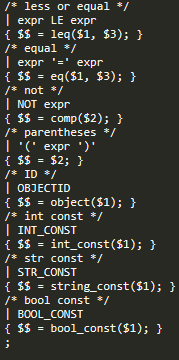 /* less or equal */
| expr LE expr
{ $$ = leq($1, $3); }
/* equal */
| expr '=' expr
{ $$ = eq($1, $3); }
/* not */
| NOT expr
{ $$ = comp($2); }
/* parentheses */
| '(' expr ')'
{ $$ = $2; }
/* ID */
| OBJECTID
{ $$ = object($1); }
/* int const */
| INT_CONST
{ $$ = int_const($1); }
/* str const */
| STR_CONST
{ $$ = string_const($1); }
/* bool const */
| BOOL_CONST
{ $$ = bool_const($1); }
;